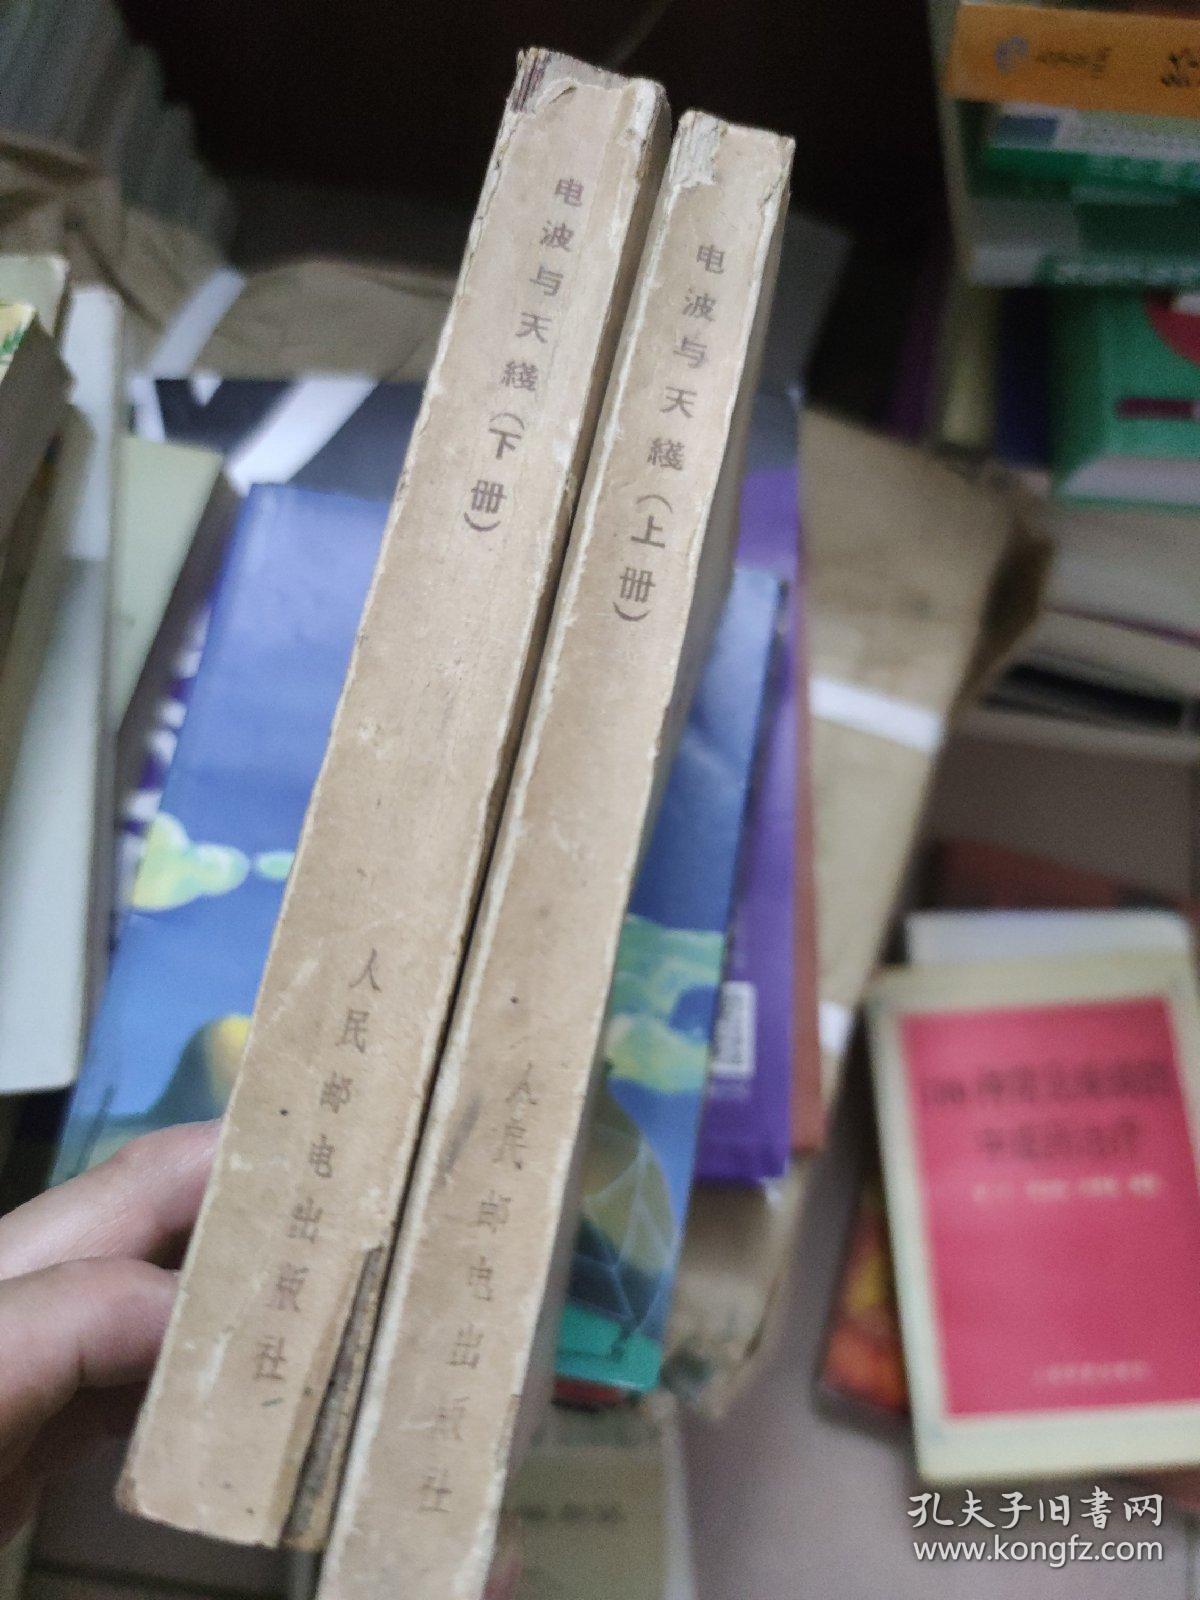 电波与天綫(下册)
人民邮电出版社
电波与天綫(上册)
人民邮电出版社
孔夫子旧书网
www.kongfz.com